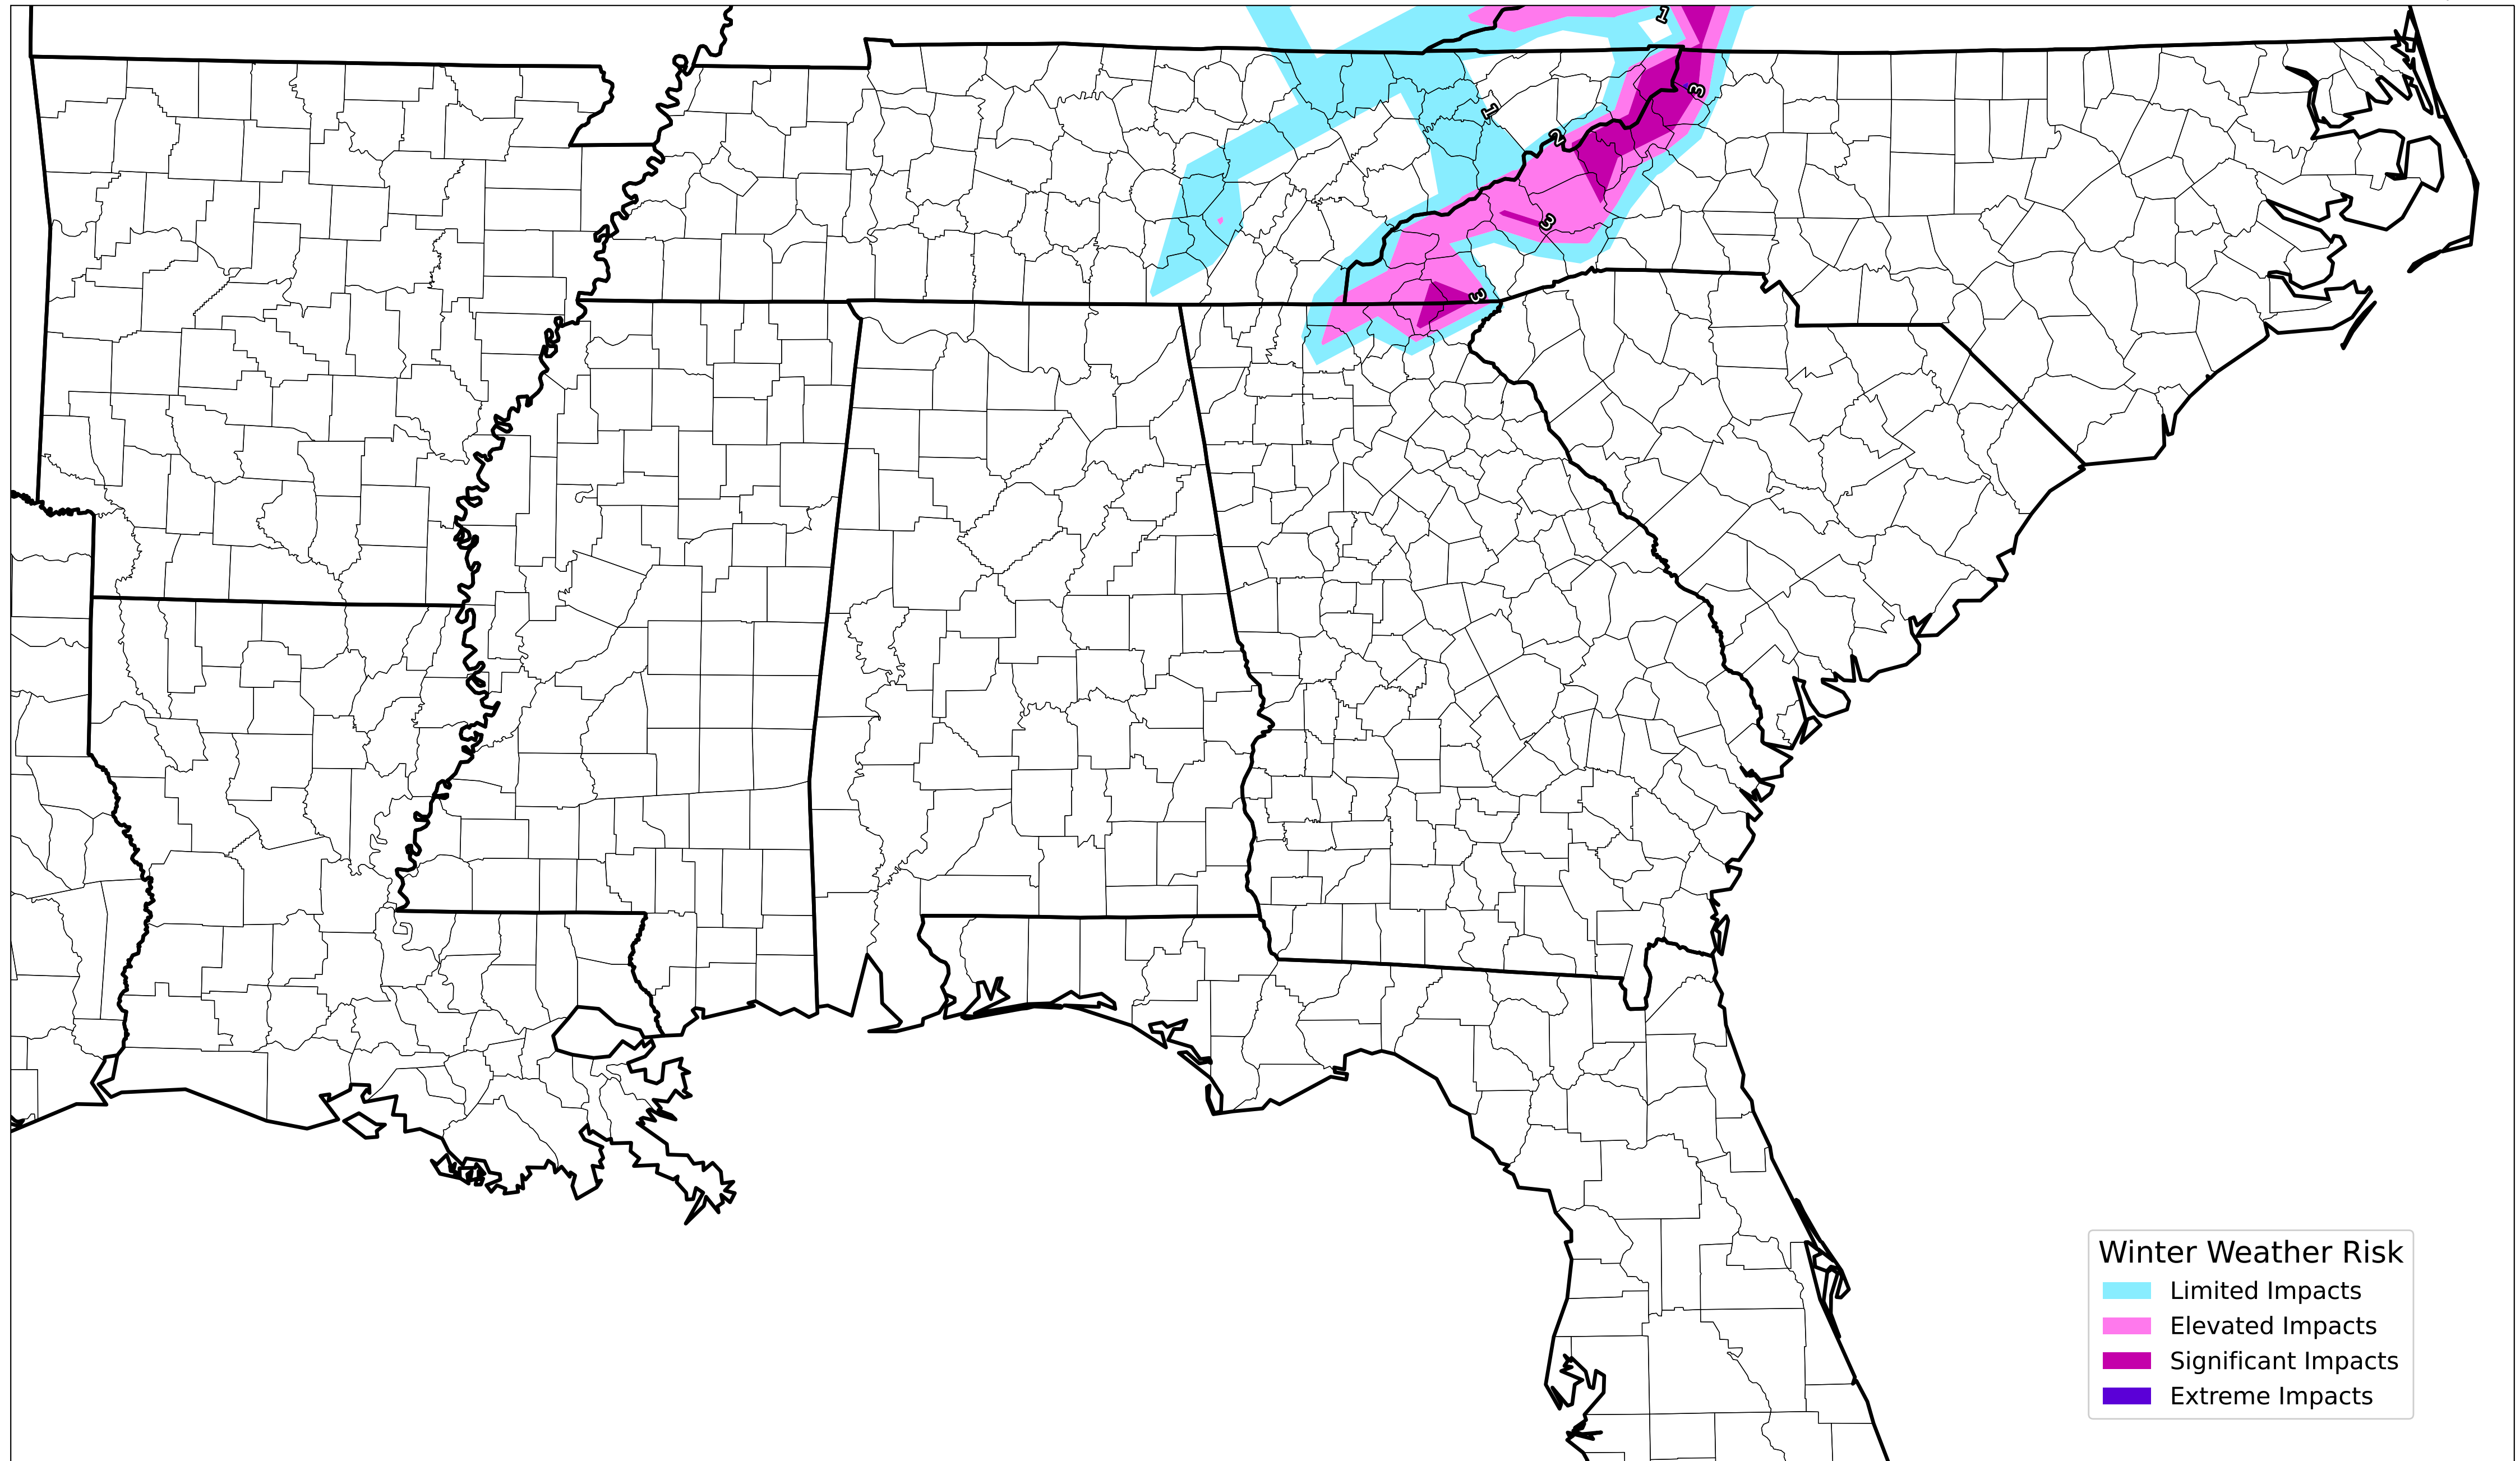 1
3
1
2
3
3
Winter Weather Risk
Limited Impacts
Elevated Impacts
Significant Impacts
Extreme Impacts